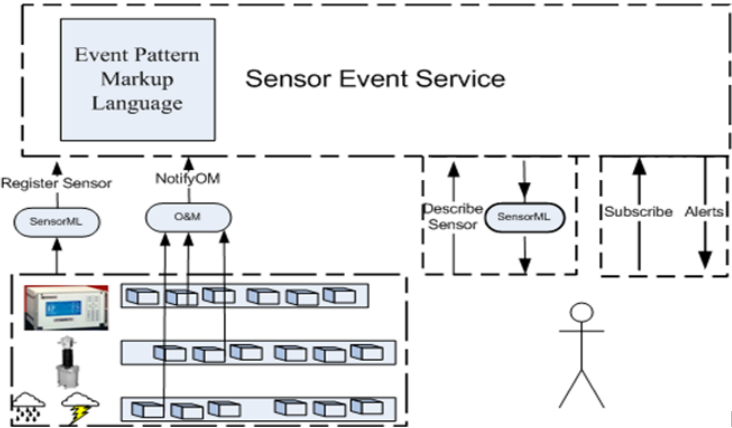 Event Pattern
Markup
Language
Sensor Event Service
Register Sensor
NotifyOM
SensorML
O&M
Describe
Sensor
SensorML
Subscribe
Alerts